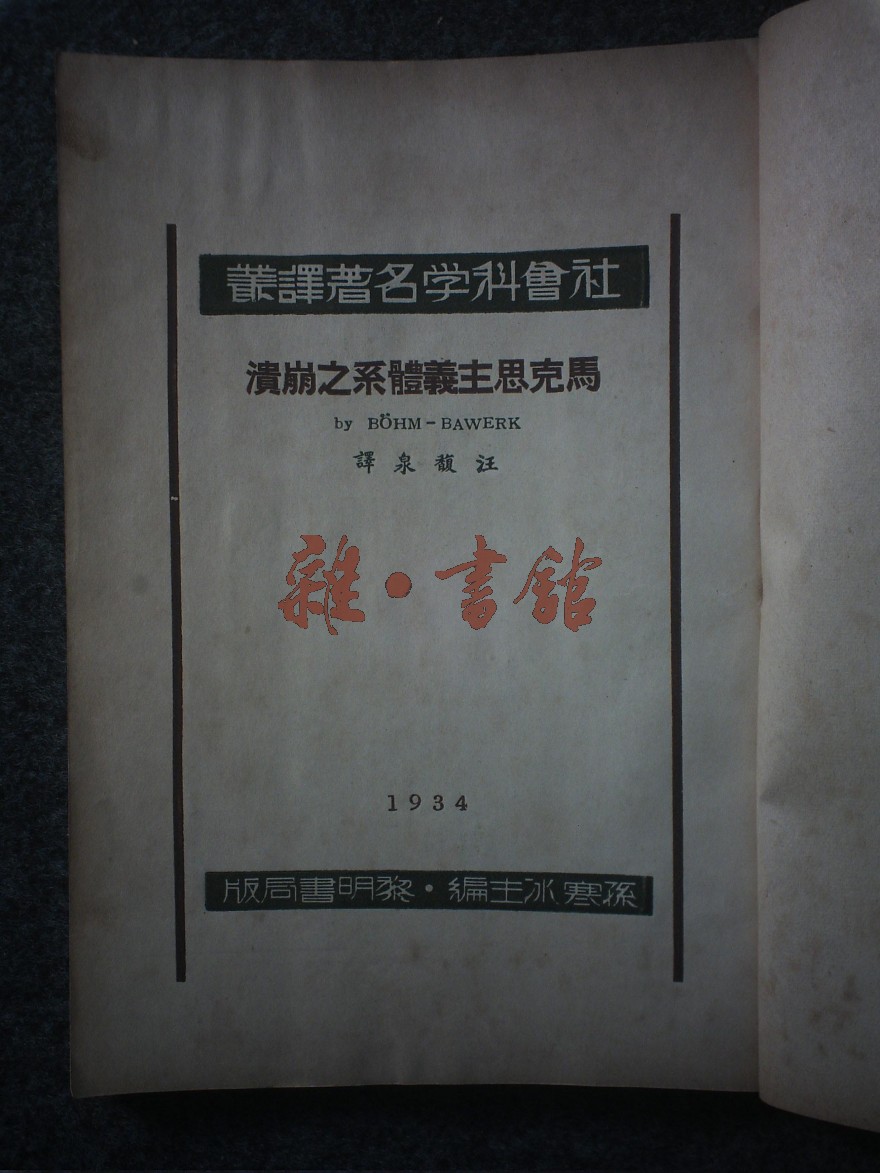 社會科学名著譯叢
馬克思主義體系之崩潰
by BÖHM-BAWERK
汪馥泉譯
雜·書館
1934
孫寒冰主編·黎明書局版